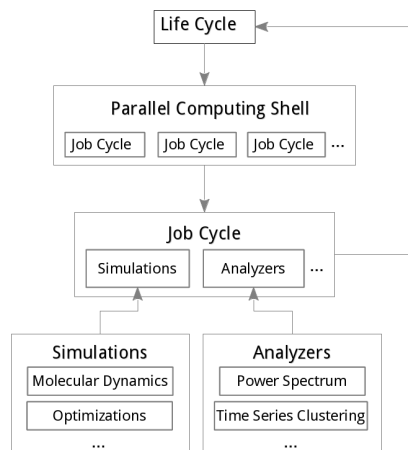 Life Cycle
Parallel Computing Shell
Job Cycle Job Cycle Job Cycle ...
Job Cycle
Simulations Analyzers ...
Simulations
Molecular Dynamics
Optimizations
...
Analyzers
Power Spectrum
Time Series Clustering
...